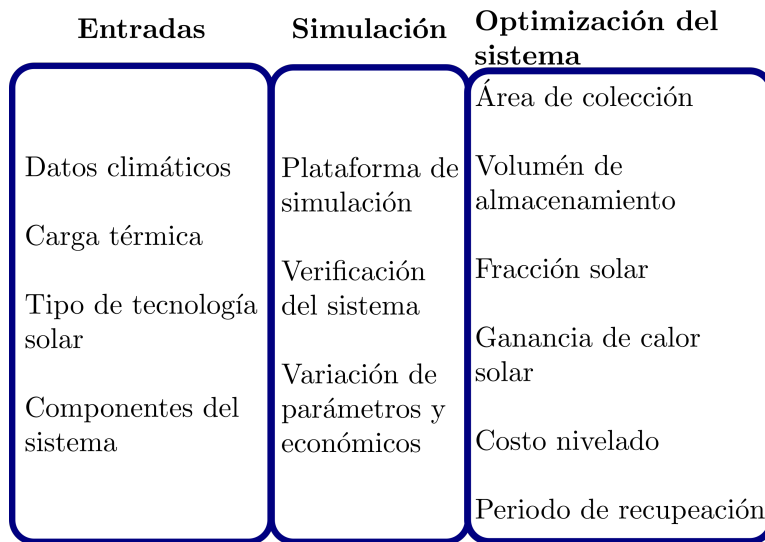 Entradas
Datos climáticos
Carga térmica
Tipo de tecnología
solar
Componentes del
sistema
Simulación
Plataforma de
simulación
Verificación
del sistema
Variación de
parámetros y
económicos
Optimización del
sistema
Área de colección
Volumén de
almacenamiento
Fracción solar
Ganancia de calor
solar
Costo nivelado
Periodo de recupeación